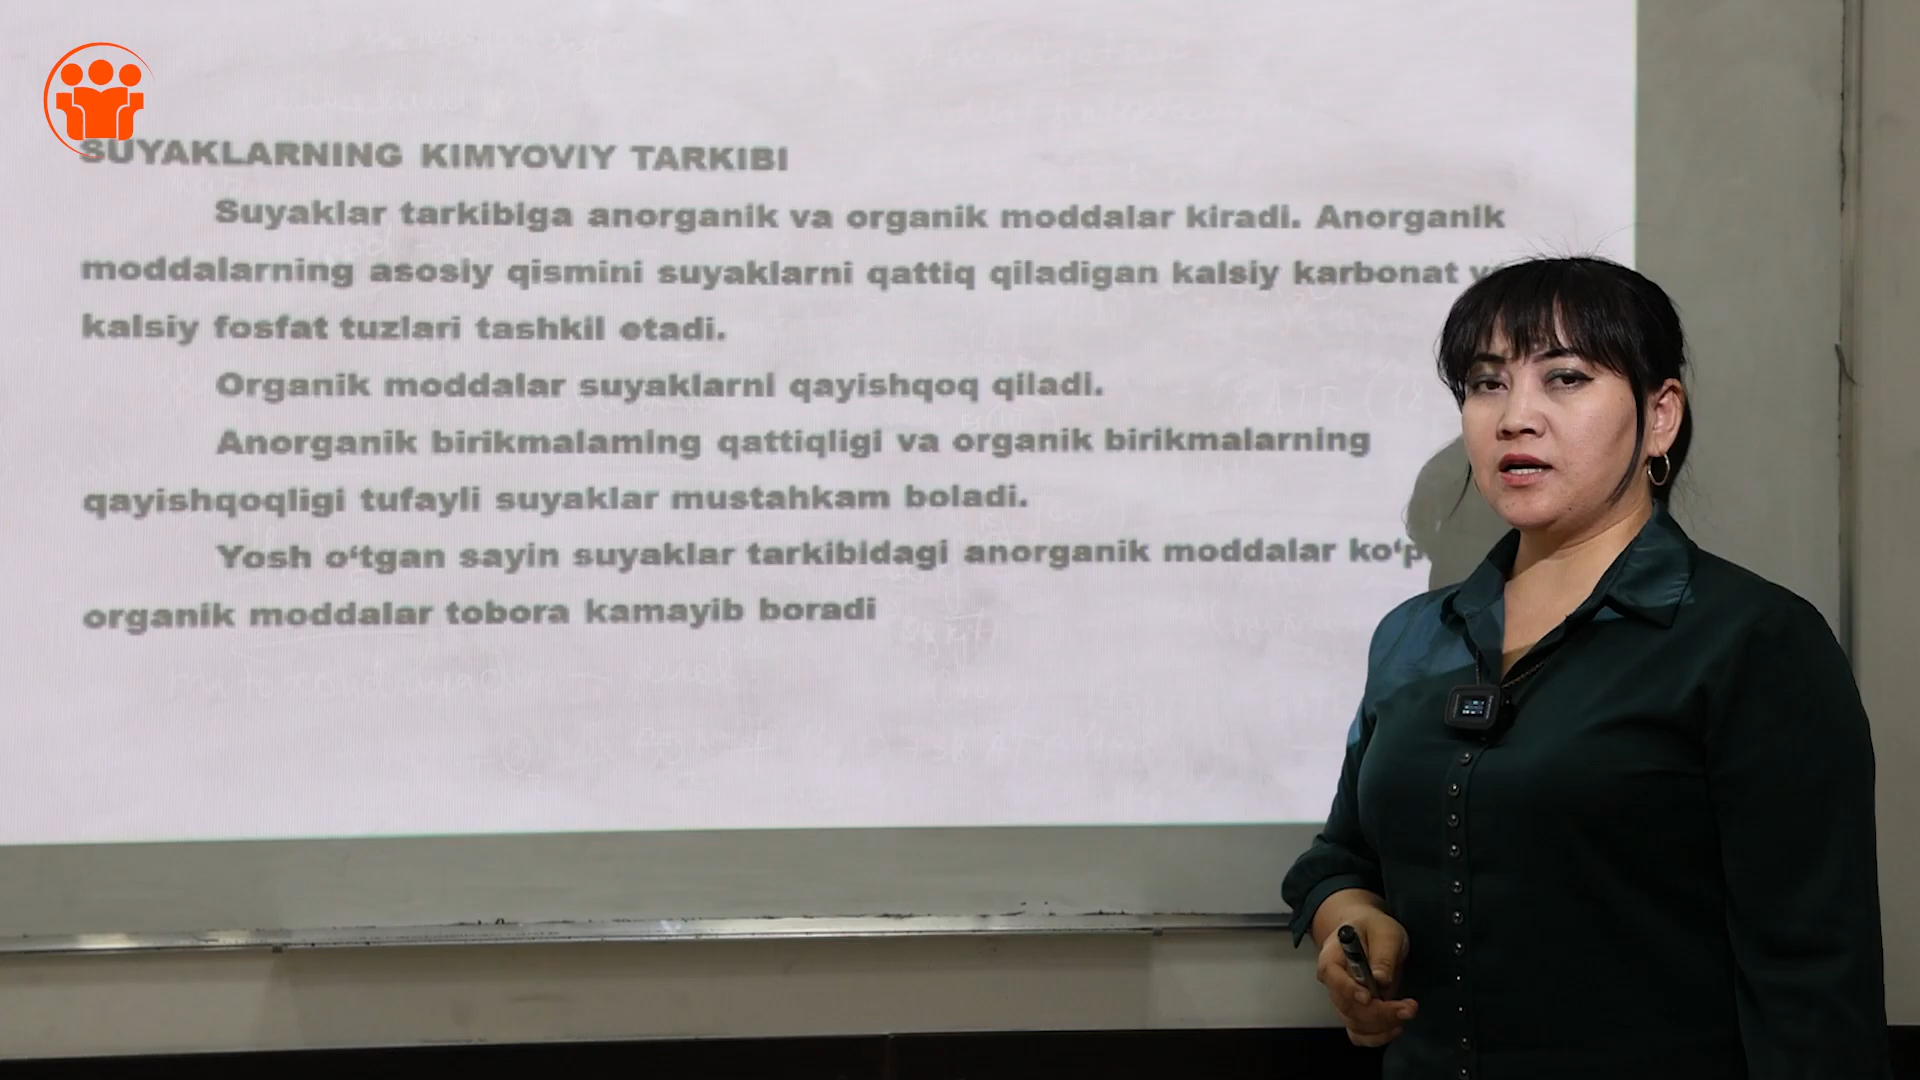 SUYAKLARNING KIMYOVIY TARKIBI
Suyaklar tarkibiga anorganik va organik moddalar kiradi. Anorganik
moddalarning asosiy qismini suyaklarni qattiq qiladigan kalsiy karbonat
kalsiy fosfat tuzlari tashkil etadi.
Organik moddalar suyaklarnl qayishqoq qiladi.
Anorganik birikmalaming qattiqligi va organik birikmalarning
qayishqoqligi tufayli suyaklar mustahkam boladi.
Yosh o‘tgan sayin suyaklar tarkibidagi anorganik moddalar
organik moddalar tobora kamayib boradi